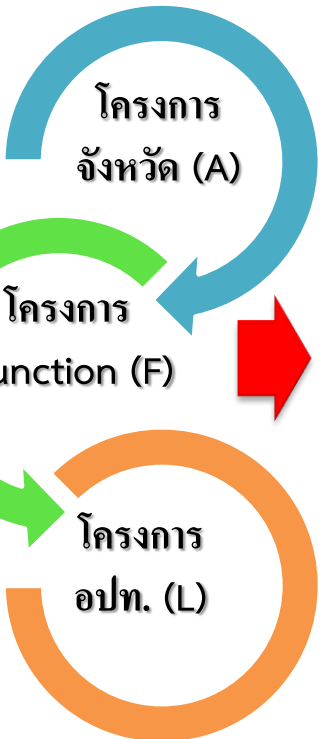 โครงการ
จังหวัด (A)
โครงการ
unction (F)
โครงการ
อปท. (L)